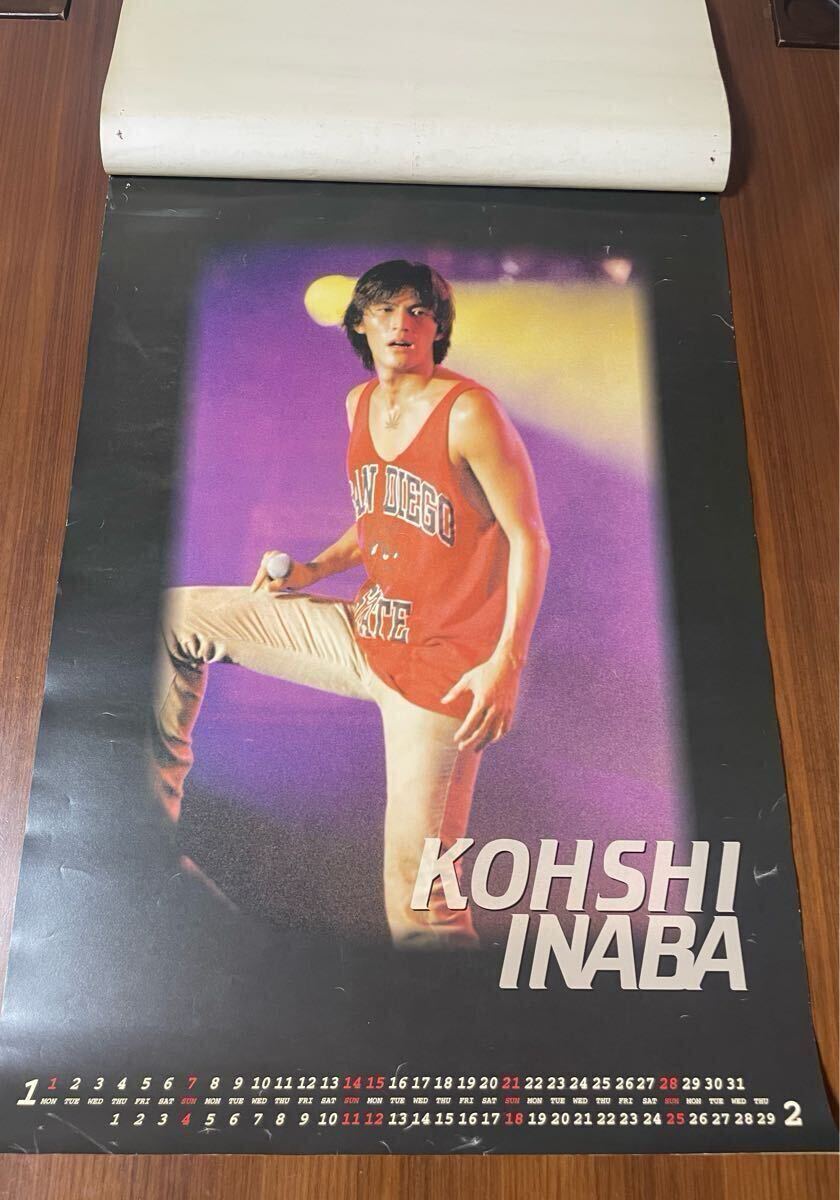 SAN DIEGO
STATE
KOHSHI
INABA
1 1 2 3 4 5 6 7 8 9 10 11 12 13 14 15 16 17 18 19 20 21 22 23 24 25 26 27 28 29 30 31
MON TUE WED THU FRI SAT SUN MON TUE WED THU FRI SAT SUN MON TUE WED THU FRI SAT SUN MON TUE WED THU FRI SAT SUN MON TUE WED THU
1 2 3 4 5 6 7 8 9 10 11 12 13 14 15 16 17 18 19 20 21 22 23 24 25 26 27 28 29 2